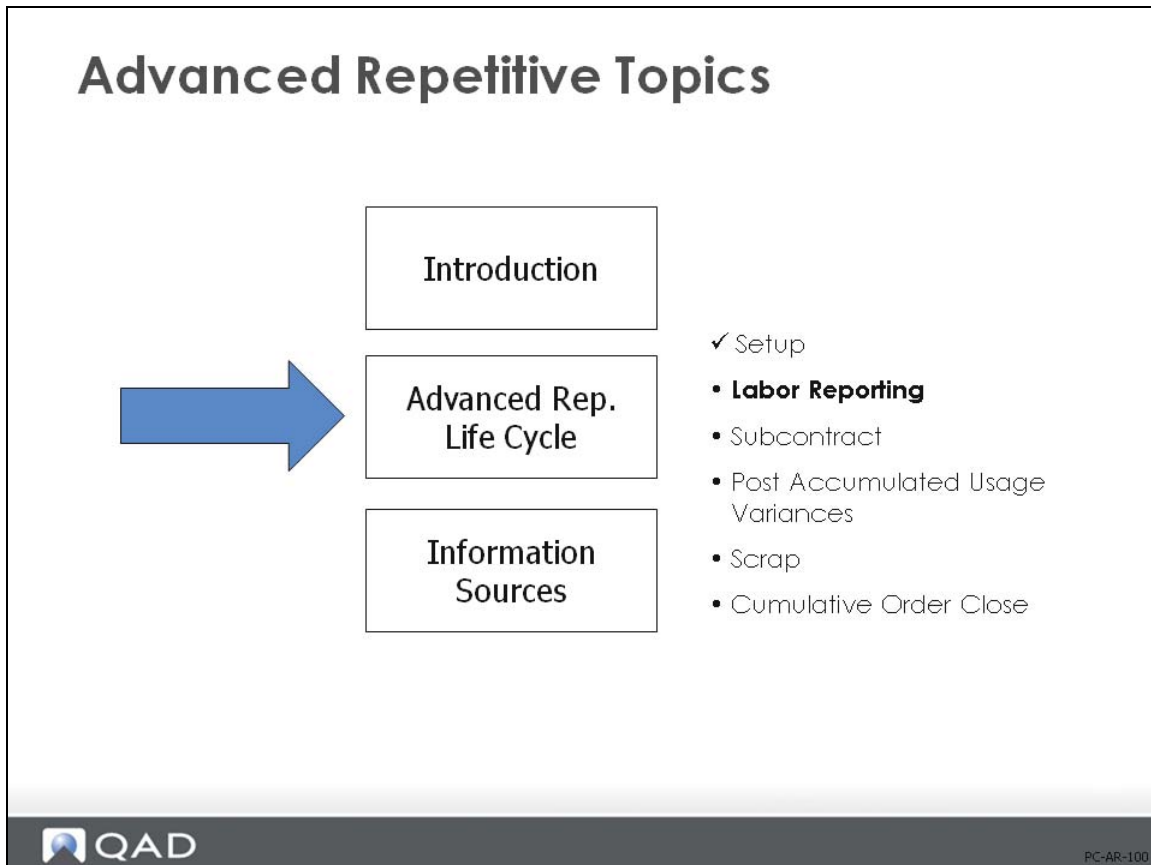 Advanced Repetitive Topics
Introduction
Advanced Rep.
Life Cycle
Information
Sources
✓ Setup
• Labor Reporting
• Subcontract
• Post Accumulated Usage
Variances
• Scrap
• Cumulative Order Close
QAD
PC-AR-100